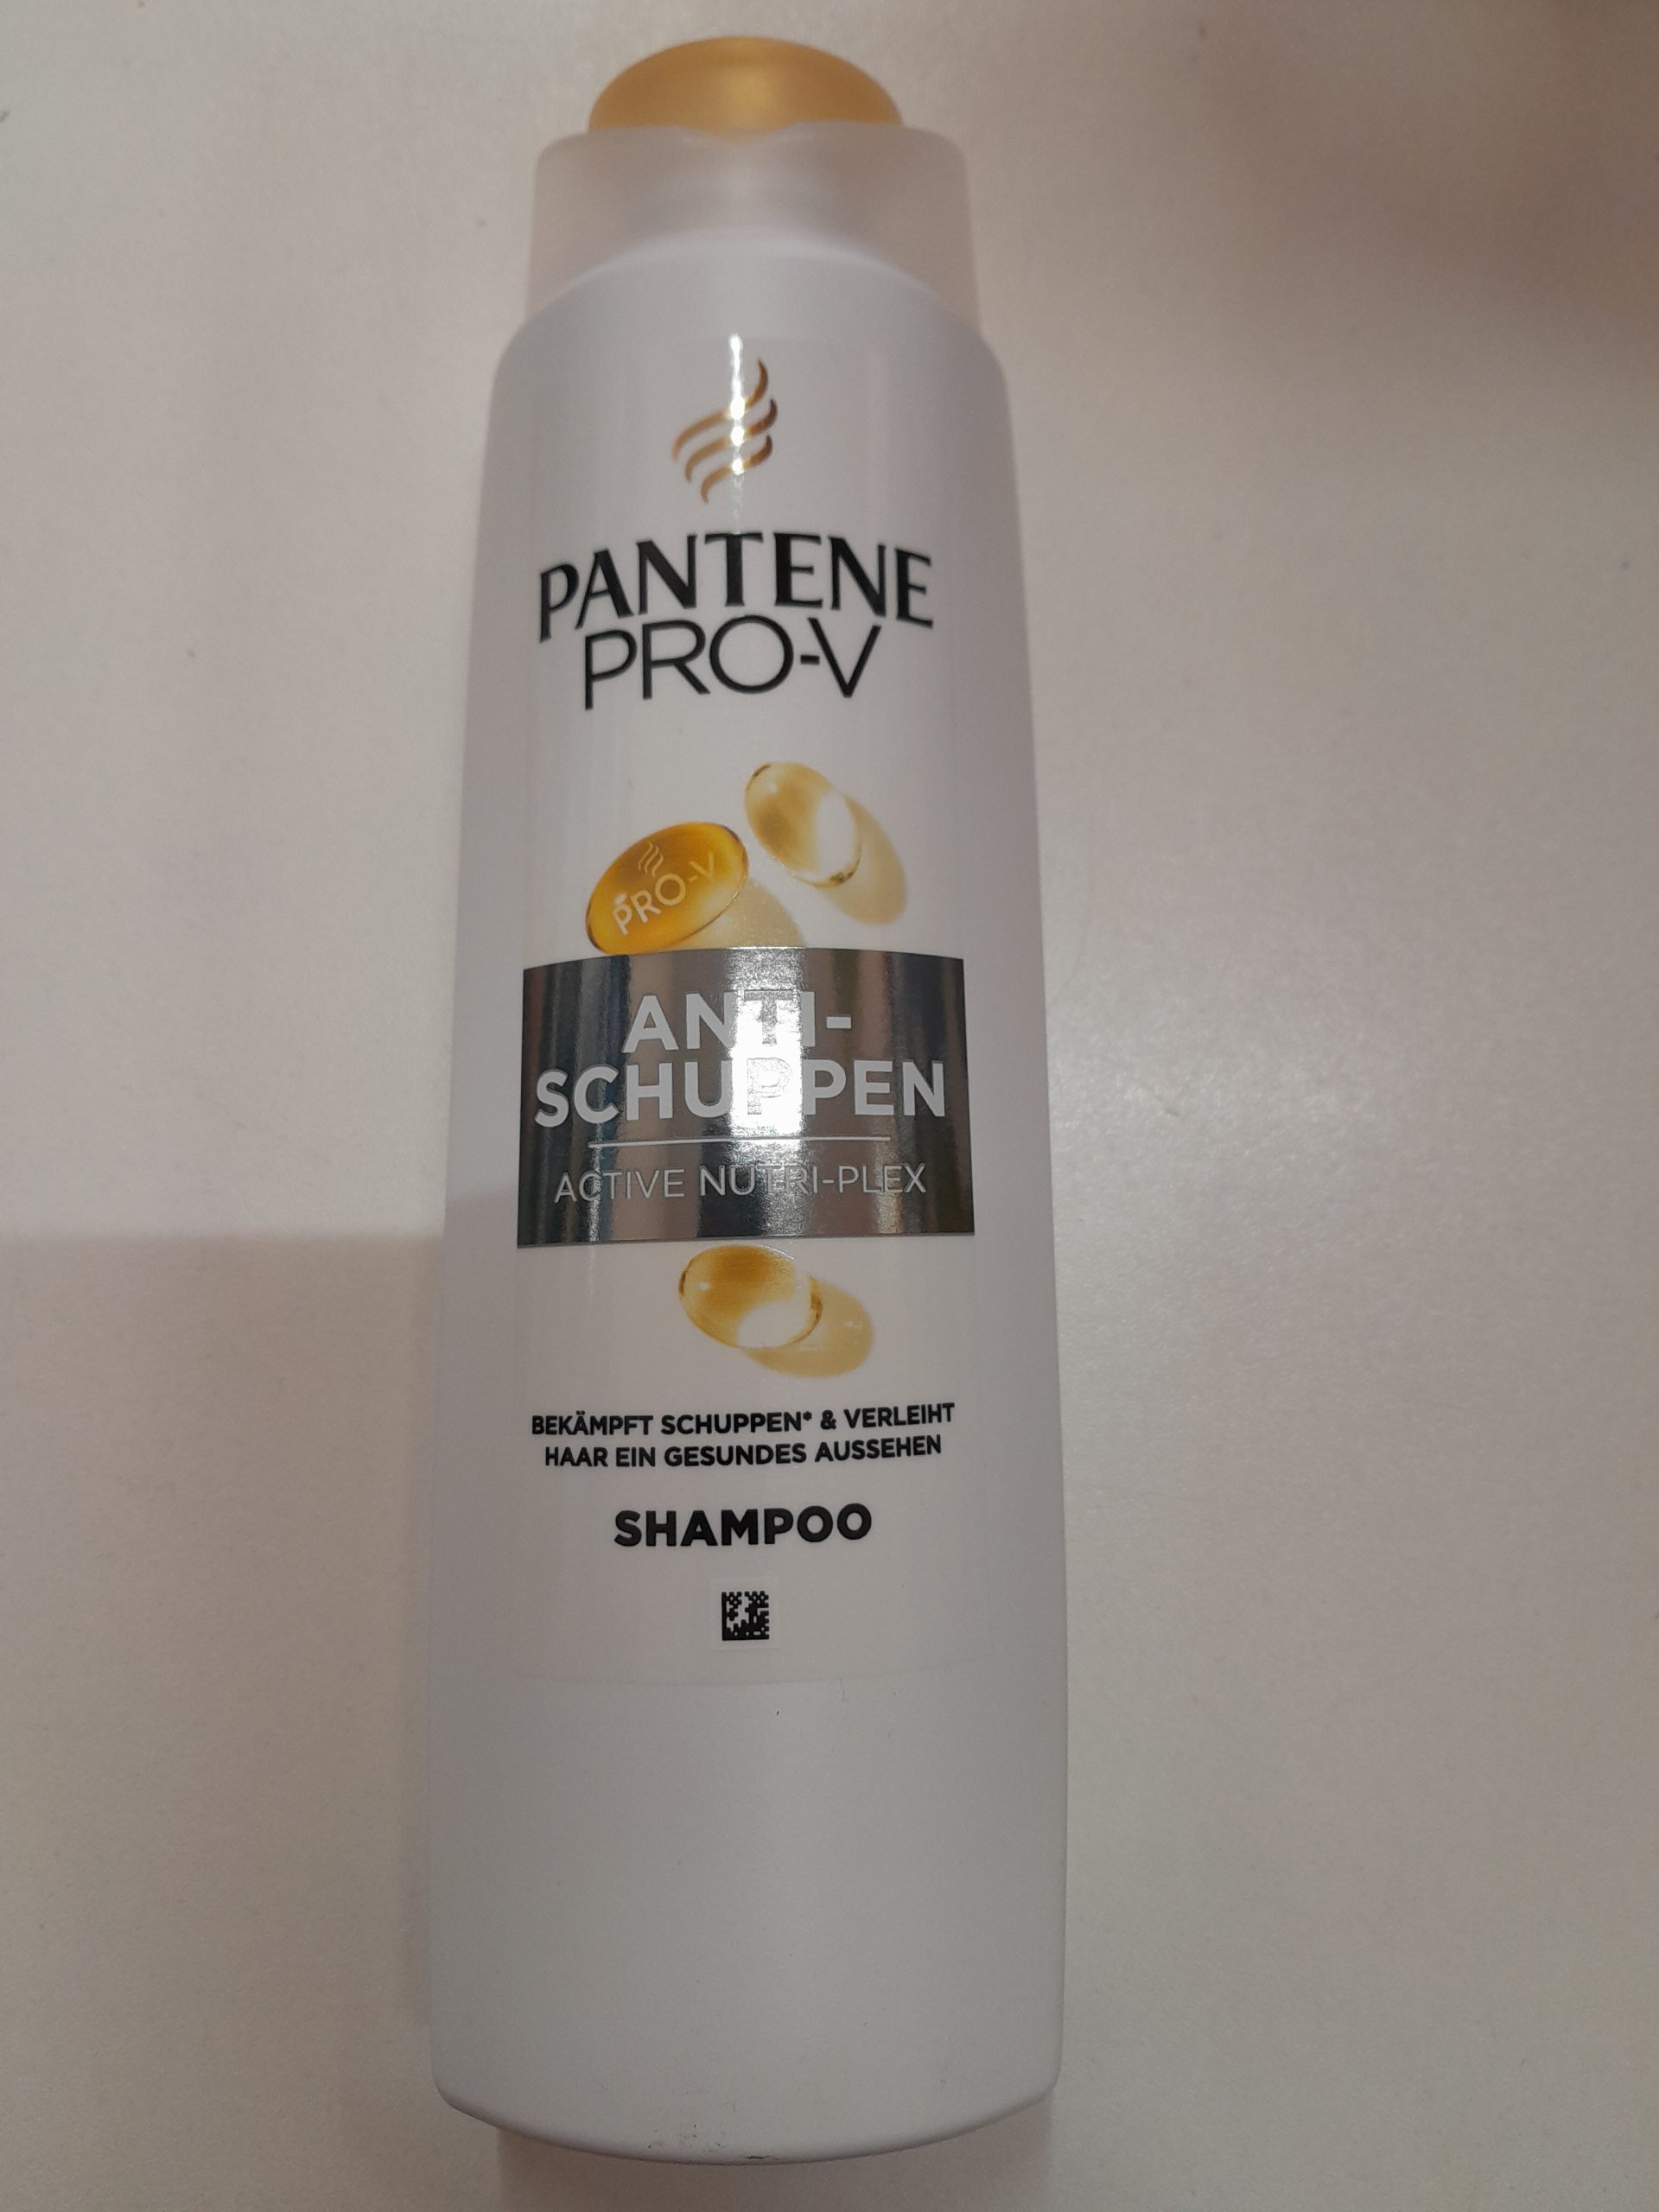 PANTENE
PRO-V
PRO-V
ANTI-
SCHUPPEN
ACTIVE NUTRI-PLEX
BEKÄMPFT SCHUPPEN* & VERLEIHT
HAAR EIN GESUNDES AUSSEHEN
SHAMPOO